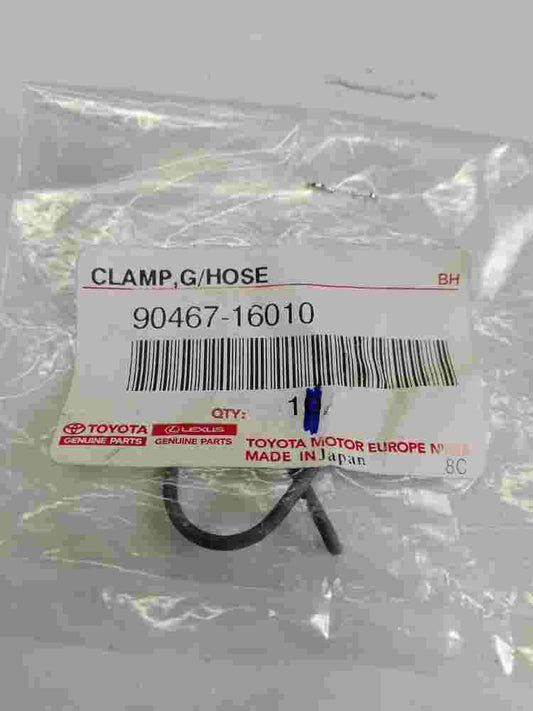 CLAMP,G/HOSE BH
90467-16010
QTY: 1
TOYOTA LEXUS
GENUINE PARTS GENUINE PARTS
TOYOTA MOTOR EUROPE
MADE IN Japan 8C